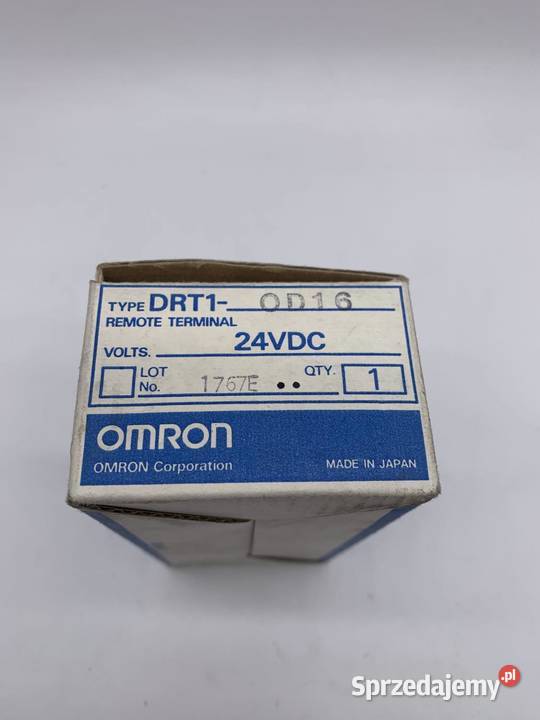 TYPE DRT1- OD16
REMOTE TERMINAL
VOLTS. 24VDC
LOT No. 1767E •• QTY. 1
OMRON
OMRON Corporation MADE IN JAPAN
Sprzedajemy.pl